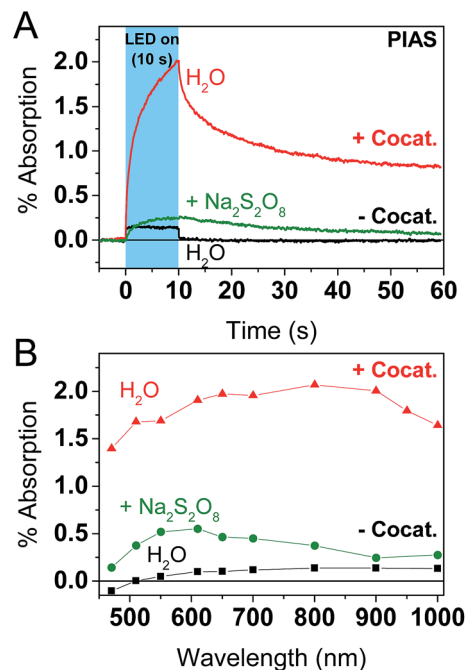 A
LED on
(10 s)
PIAS
H₂O
+ Cocat.
+ Na₂S₂O₈
- Cocat.
H₂O
% Absorption
2.0
1.5
1.0
0.5
0.0
0 10 20 30 40 50 60
Time (s)
B
+ Cocat.
H₂O
+ Na₂S₂O₈
- Cocat.
H₂O
% Absorption
2.0
1.5
1.0
0.5
0.0
500 600 700 800 900 1000
Wavelength (nm)